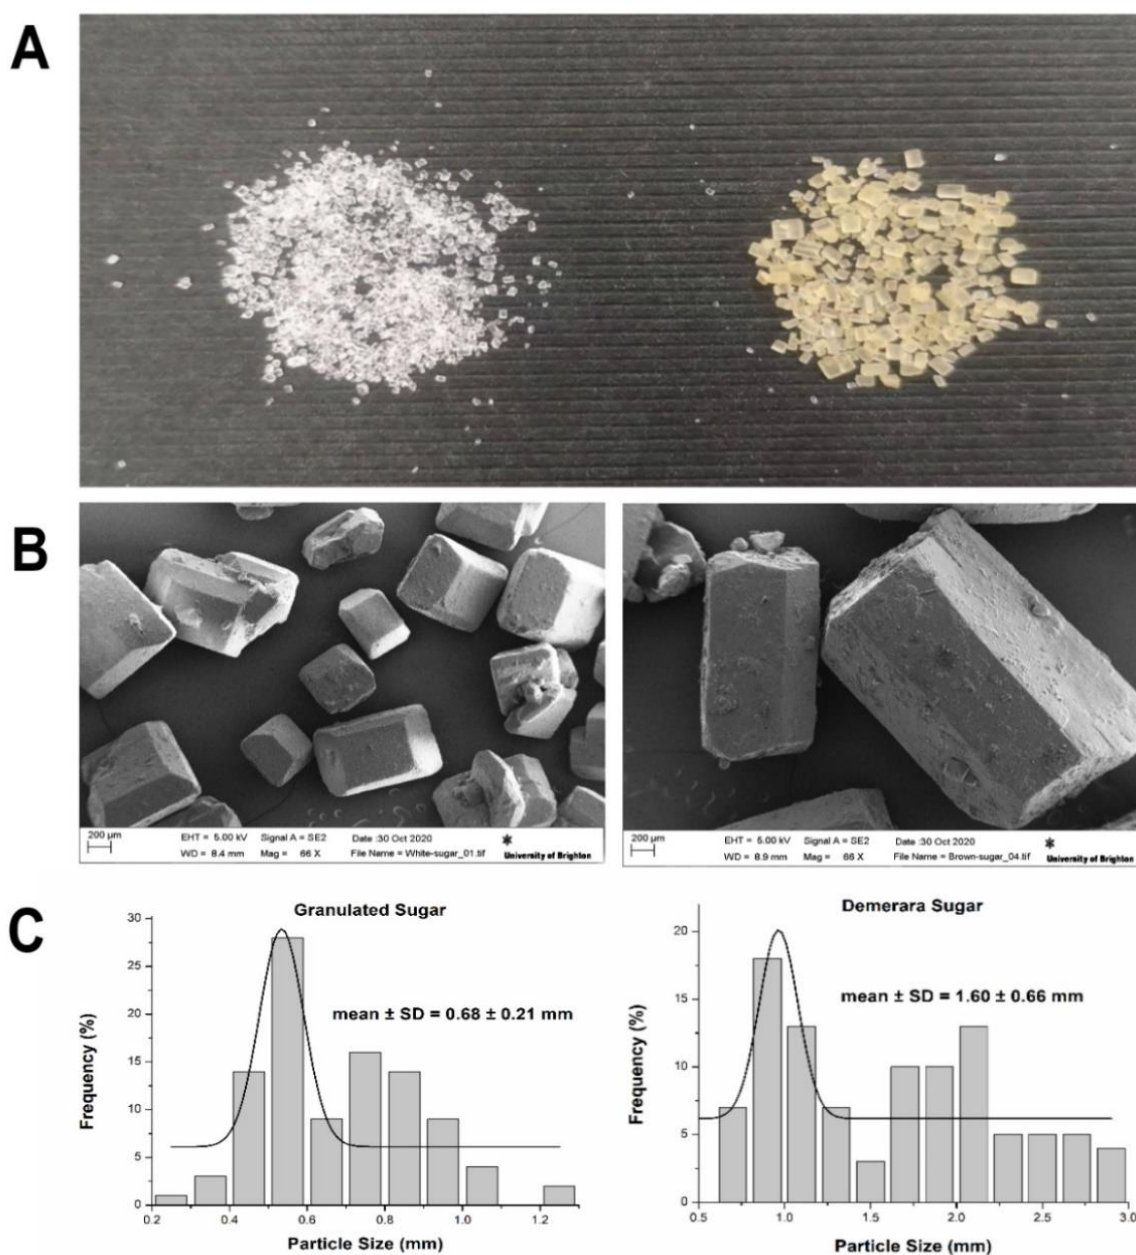 A
B
200 µm
EHT = 5.00 kV Signal A = SE2 Date :30 Oct 2020
WD = 8.4 mm Mag = 66 X File Name = White-sugar_01.tif
University of Brighton
200 µm
EHT = 5.00 kV Signal A = SE2 Date :30 Oct 2020
WD = 8.9 mm Mag = 66 X File Name = Brown-sugar_04.tif
University of Brighton
C
Granulated Sugar
mean ± SD = 0.68 ± 0.21 mm
Frequency (%)
30
25
20
15
10
5
0
0.2 0.4 0.6 0.8 1.0 1.2
Particle Size (mm)
Demerara Sugar
mean ± SD = 1.60 ± 0.66 mm
Frequency (%)
20
15
10
5
0
0.5 1.0 1.5 2.0 2.5 3.0
Particle Size (mm)